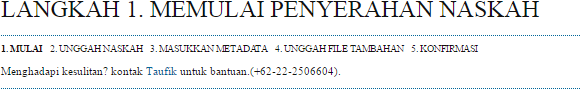 LANGKAH 1. MEMULAI PENYERAHAN NASKAH
1. MULAI 2. UNGGAH NASKAH 3. MASUKKAN METADATA 4. UNGGAH FILE TAMBAHAN 5. KONFIRMASI
Menghadapi kesulitan? kontak Taufik untuk bantuan.(+62-22-2506604).